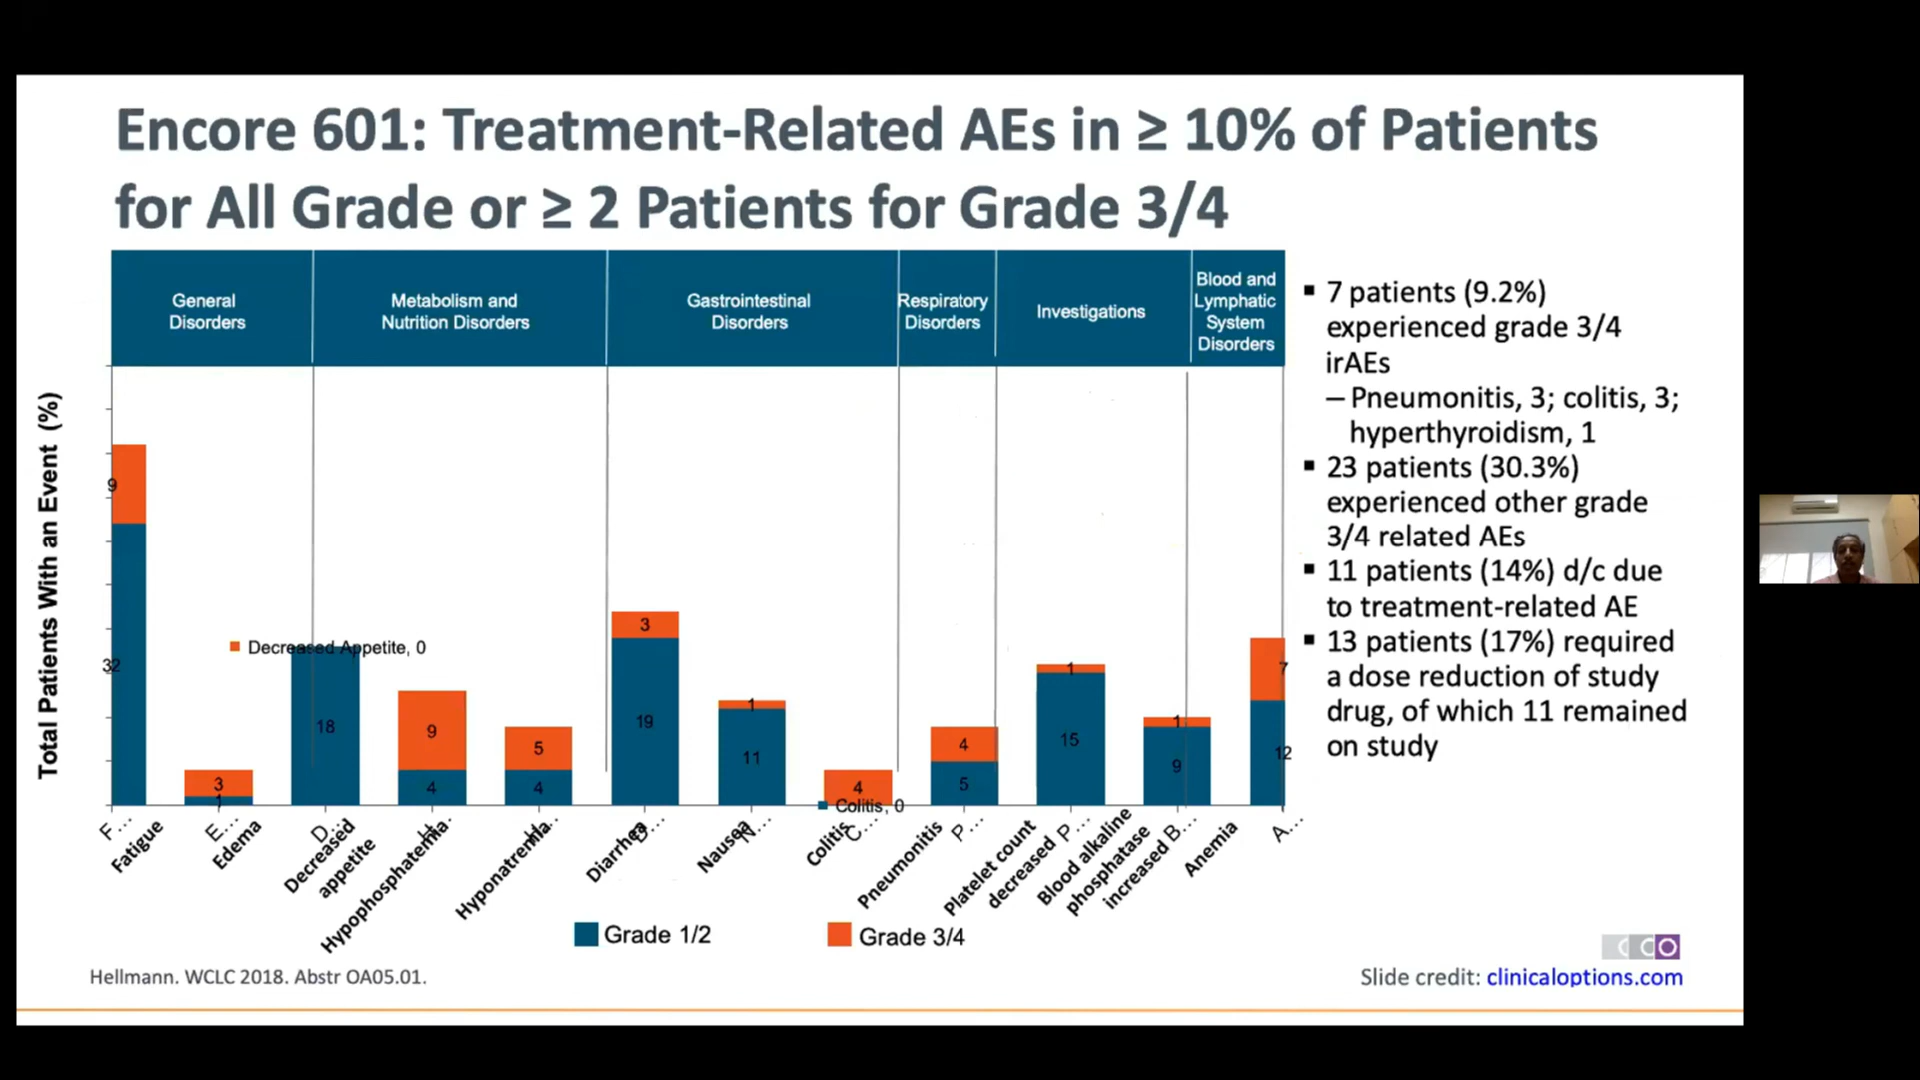 Encore 601: Treatment-Related AEs in ≥ 10% of Patients
for All Grade or ≥ 2 Patients for Grade 3/4
General
Disorders
Metabolism and
Nutrition Disorders
Gastrointestinal
Disorders
Respiratory
Disorders
Investigations
Blood and
Lymphatic
System
Disorders
Total Patients With an Event (%)
9
32
3
1
Decreased Appetite, 0
18
9
4
5
4
3
19
1
11
4
Colitis, 0
4
5
1
15
1
9
7
12
F...
E...
D...
H...
H...
D...
N...
C...
P...
P...
B...
A...
Fatigue
Edema
Decreased
appetite
Hypophosphatemia
Hyponatremia
Diarrhea
Nausea
Colitis
Pneumonitis
Platelet count
decreased
Blood alkaline
phosphatase
increased
Anemia
Grade 1/2
Grade 3/4
▪ 7 patients (9.2%)
experienced grade 3/4
irAEs
– Pneumonitis, 3; colitis, 3;
hyperthyroidism, 1
▪ 23 patients (30.3%)
experienced other grade
3/4 related AEs
▪ 11 patients (14%) d/c due
to treatment-related AE
▪ 13 patients (17%) required
a dose reduction of study
drug, of which 11 remained
on study
Hellmann. WCLC 2018. Abstr OA05.01.
CCO
Slide credit: clinicaloptions.com